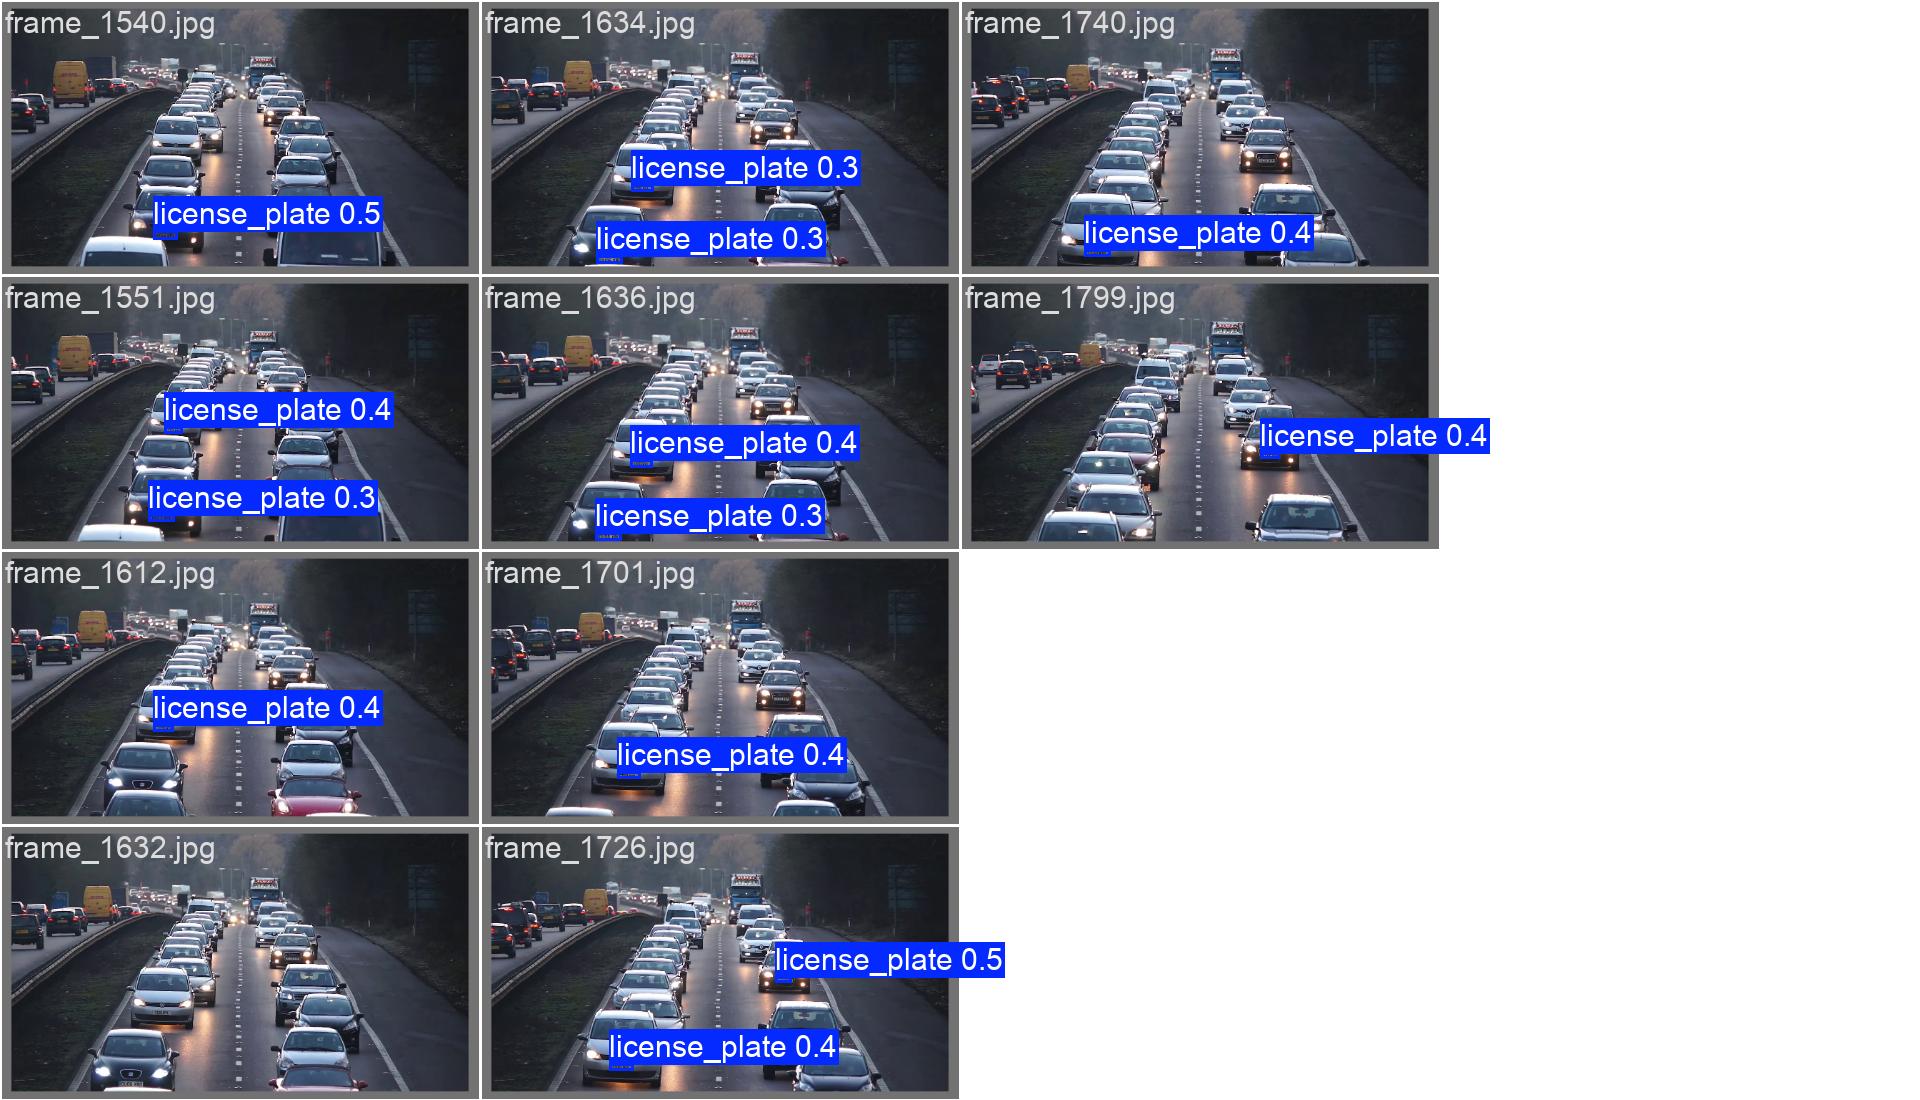 frame_1540.jpg
license_plate 0.5
frame_1551.jpg
license_plate 0.4
license_plate 0.3
frame_1612.jpg
license_plate 0.4
frame_1632.jpg
frame_1634.jpg
license_plate 0.3
license_plate 0.3
frame_1636.jpg
license_plate 0.4
license_plate 0.3
frame_1701.jpg
license_plate 0.4
frame_1726.jpg
license_plate 0.5
license_plate 0.4
frame_1740.jpg
license_plate 0.4
frame_1799.jpg
license_plate 0.4